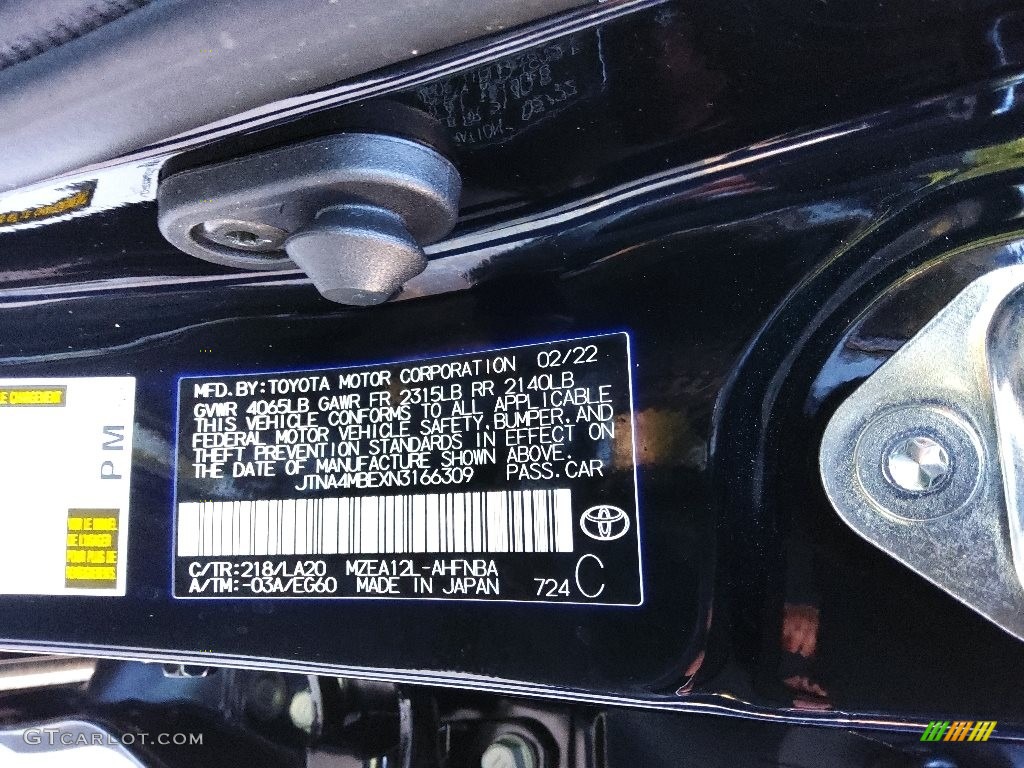 MFD. BY: TOYOTA MOTOR CORPORATION 02/22
GVWR 4065LB GAWR FR 2315LB RR 2140LB
THIS VEHICLE CONFORMS TO ALL APPLICABLE
FEDERAL MOTOR VEHICLE SAFETY, BUMPER, AND
THEFT PREVENTION STANDARDS IN EFFECT ON
THE DATE OF MANUFACTURE SHOWN ABOVE.
JTNA4MBEXN3166309 PASS. CAR
C/TR: 218/LA20 MZEA12L-AHFNBA
A/TM: -03A/EG60 MADE IN JAPAN 724 C
PM
GTCARLOT.COM